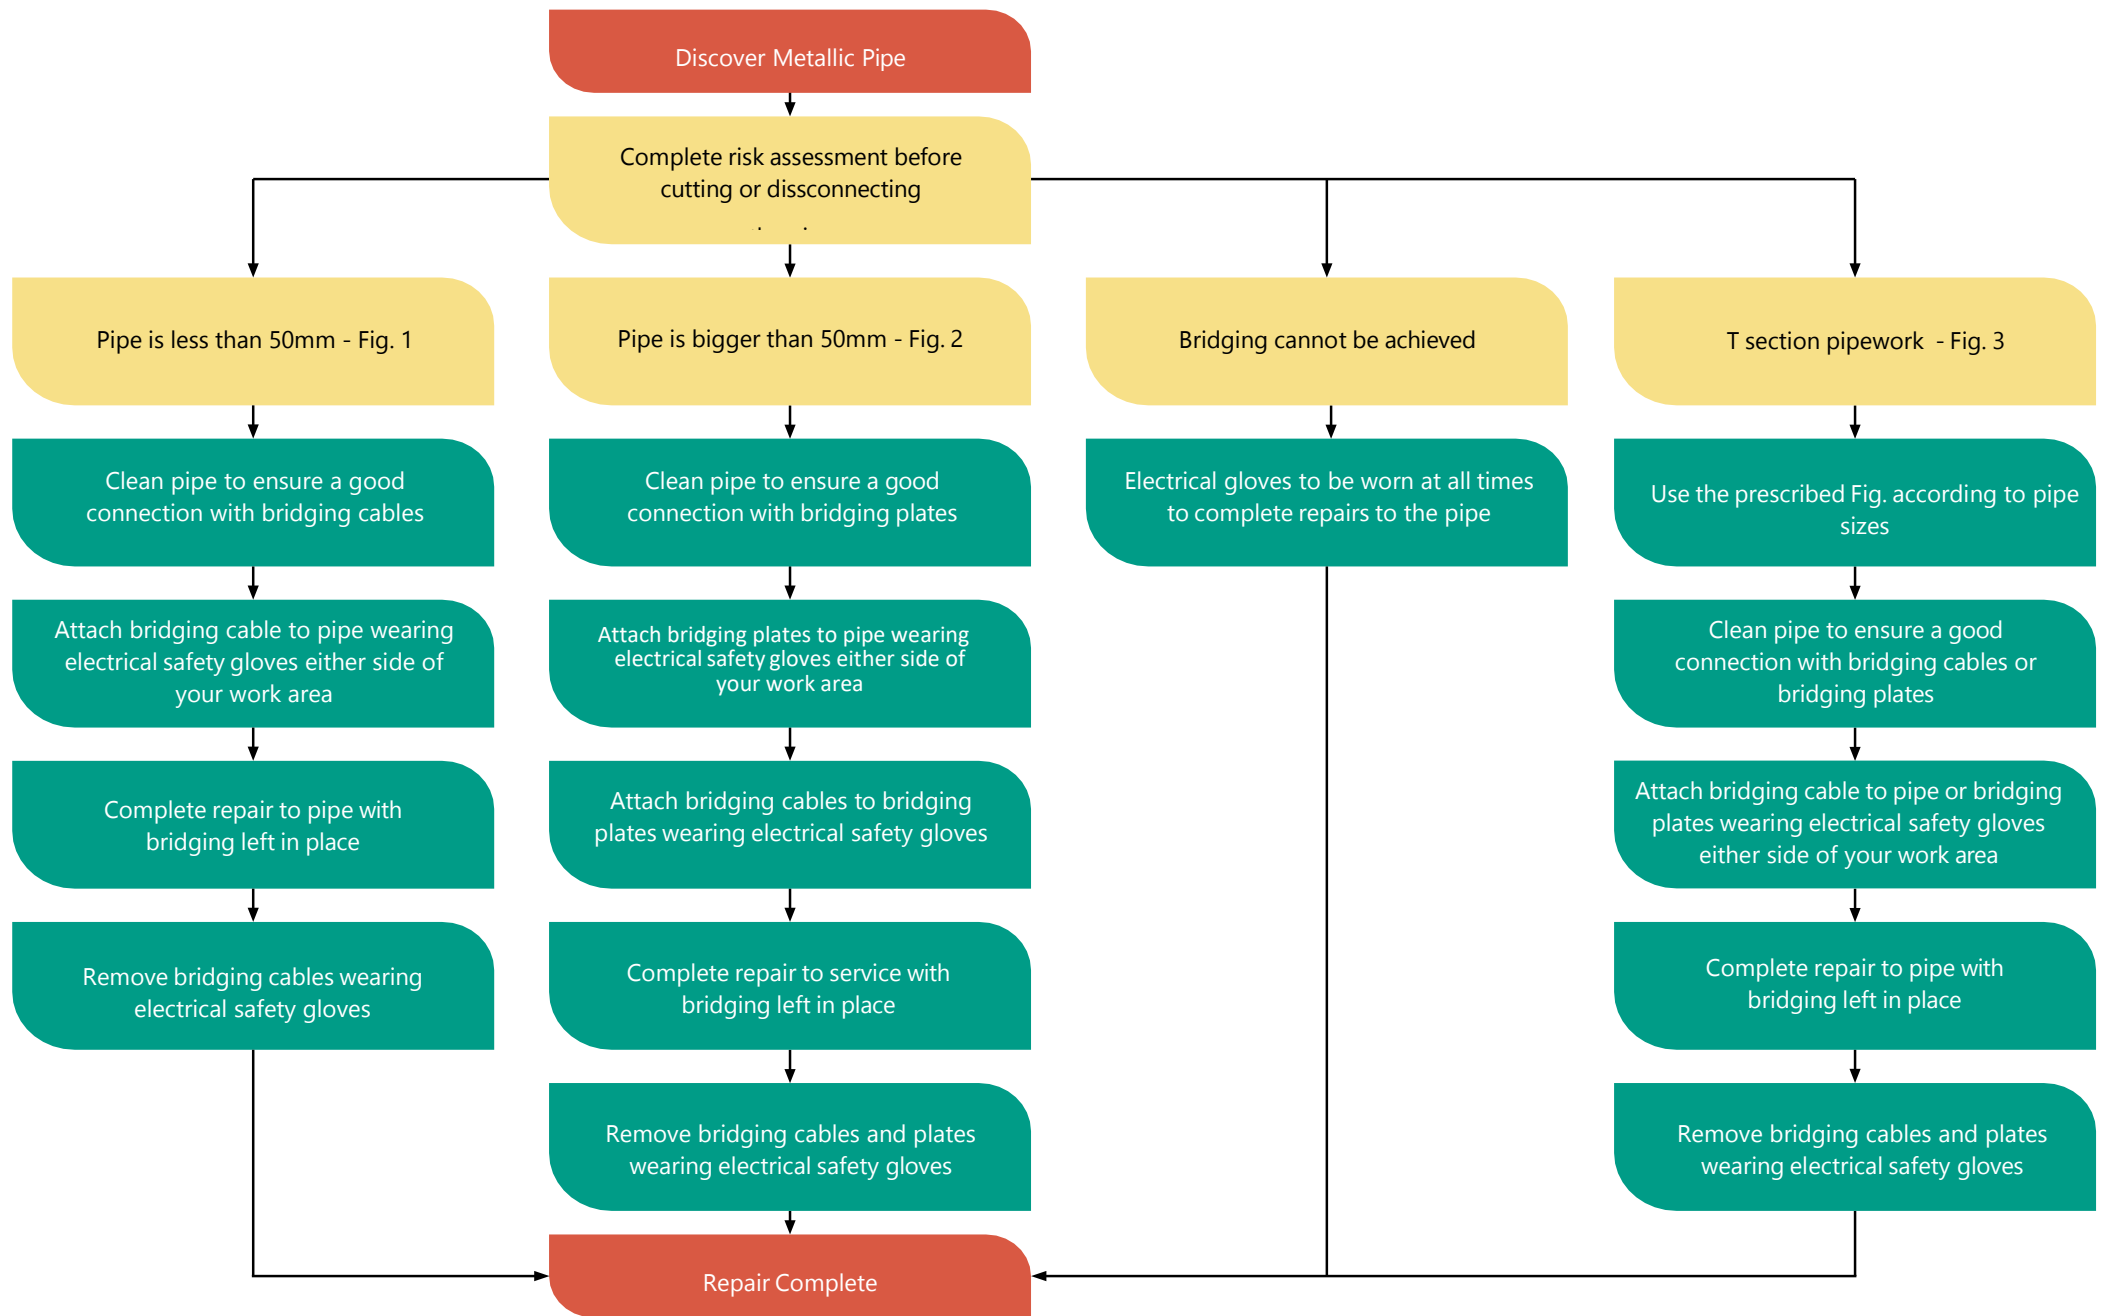 Discover Metallic Pipe
Complete risk assessment before
cutting or dissconnecting
Pipe is less than 50mm - Fig. 1
Pipe is bigger than 50mm - Fig. 2
Bridging cannot be achieved
T section pipework - Fig. 3
Clean pipe to ensure a good
connection with bridging cables
Clean pipe to ensure a good
connection with bridging plates
Electrical gloves to be worn at all times
to complete repairs to the pipe
Use the prescribed Fig. according to pipe
sizes
Attach bridging cable to pipe wearing
electrical safety gloves either side of
your work area
Attach bridging plates to pipe wearing
electrical safety gloves either side of
your work area
Clean pipe to ensure a good
connection with bridging cables or
bridging plates
Complete repair to pipe with
bridging left in place
Attach bridging cables to bridging
plates wearing electrical safety gloves
Attach bridging cable to pipe or bridging
plates wearing electrical safety gloves
either side of your work area
Remove bridging cables wearing
electrical safety gloves
Complete repair to service with
bridging left in place
Complete repair to pipe with
bridging left in place
Remove bridging cables and plates
wearing electrical safety gloves
Remove bridging cables and plates
wearing electrical safety gloves
Repair Complete